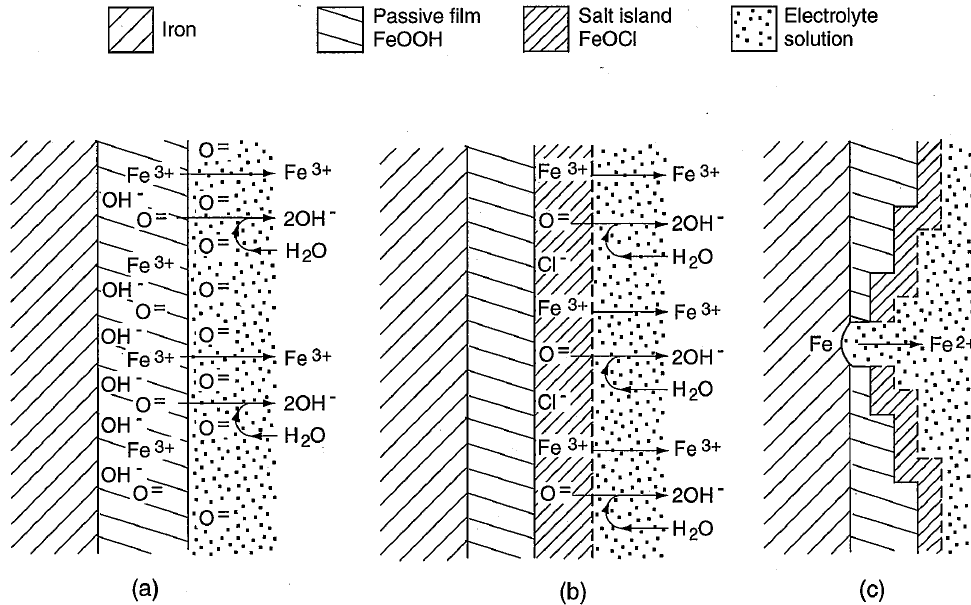 Iron
Passive film
FeOOH
Salt island
FeOCl
Electrolyte
solution
O=
Fe 3+
Fe 3+
OH-
O=
O=
2OH-
O=
H2O
Fe 3+
OH-
O=
O=
OH-
O=
Fe 3+
Fe 3+
OH-
O=
O=
O=
2OH-
OH-
O=
H2O
Fe 3+
OH-
O=
O=
(a)
Fe 3+
Fe 3+
O=
2OH-
Cl-
H2O
Fe 3+
Fe 3+
O=
2OH-
Cl-
H2O
Fe 3+
Fe 3+
O=
2OH-
H2O
(b)
Fe
Fe2+
(c)